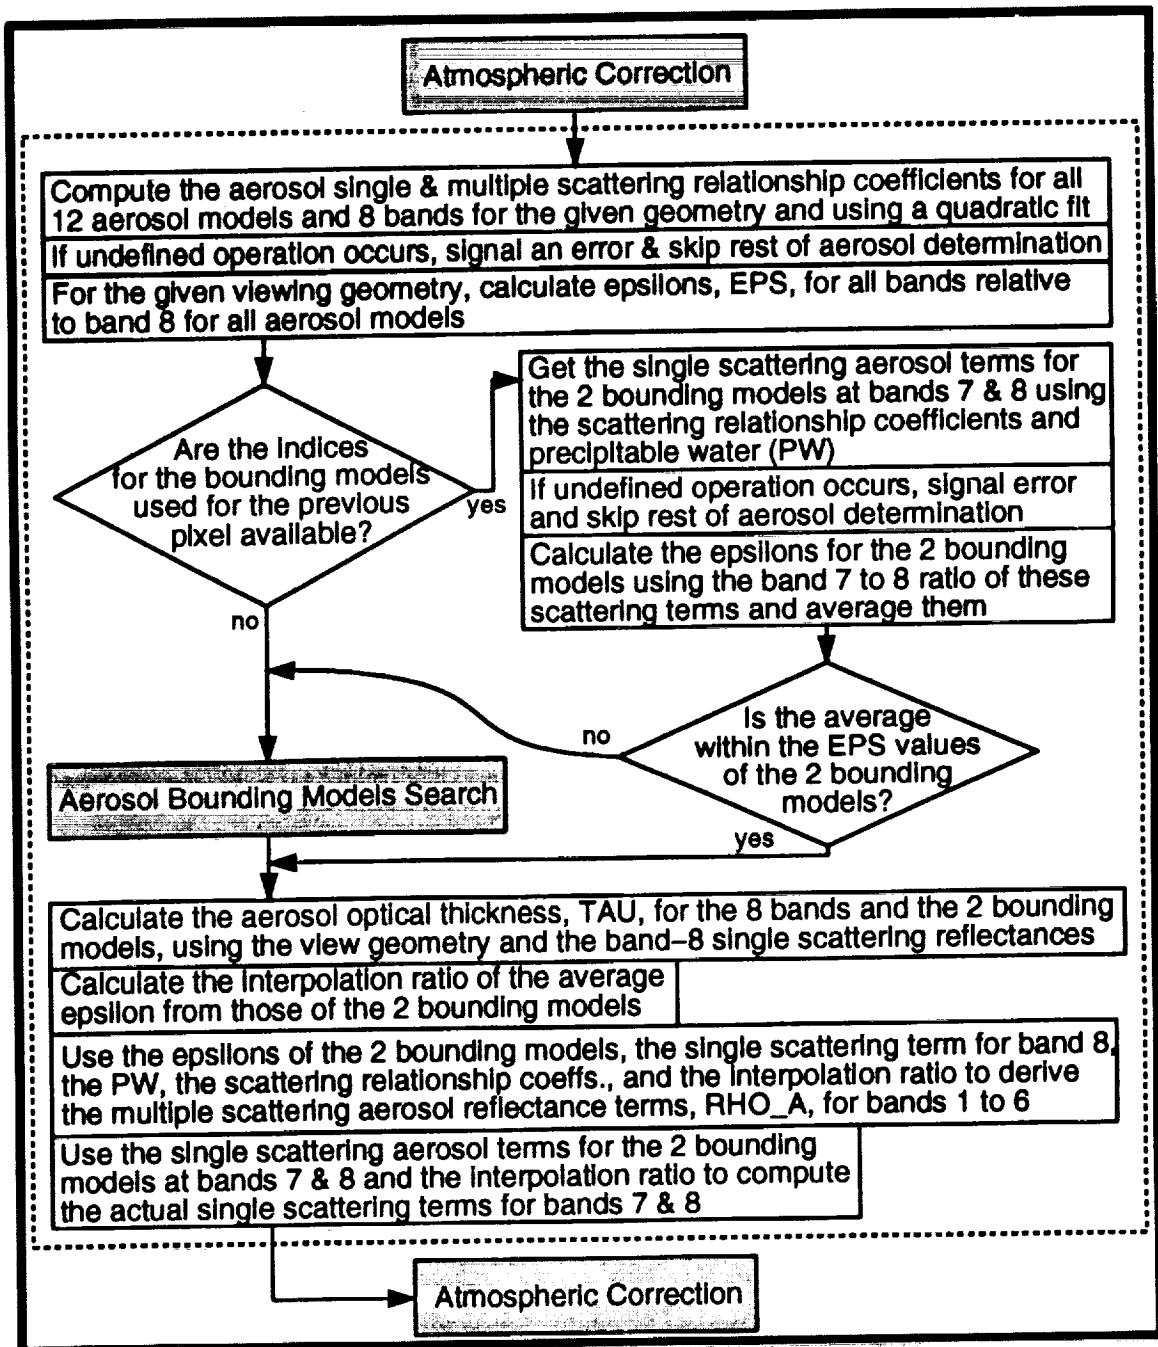 Atmospheric Correction
Compute the aerosol single & multiple scattering relationship coefficients for all
12 aerosol models and 8 bands for the given geometry and using a quadratic fit
If undefined operation occurs, signal an error & skip rest of aerosol determination
For the given viewing geometry, calculate epsilons, EPS, for all bands relative
to band 8 for all aerosol models
Are the indices
for the bounding models
used for the previous
pixel available?
yes
no
Get the single scattering aerosol terms for
the 2 bounding models at bands 7 & 8 using
the scattering relationship coefficients and
precipitable water (PW)
If undefined operation occurs, signal error
and skip rest of aerosol determination
Calculate the epsilons for the 2 bounding
models using the band 7 to 8 ratio of these
scattering terms and average them
Is the average
within the EPS values
of the 2 bounding
models?
no
yes
Aerosol Bounding Models Search
Calculate the aerosol optical thickness, TAU, for the 8 bands and the 2 bounding
models, using the view geometry and the band-8 single scattering reflectances
Calculate the interpolation ratio of the average
epsilon from those of the 2 bounding models
Use the epsilons of the 2 bounding models, the single scattering term for band 8,
the PW, the scattering relationship coeffs., and the interpolation ratio to derive
the multiple scattering aerosol reflectance terms, RHO_A, for bands 1 to 6
Use the single scattering aerosol terms for the 2 bounding
models at bands 7 & 8 and the interpolation ratio to compute
the actual single scattering terms for bands 7 & 8
Atmospheric Correction